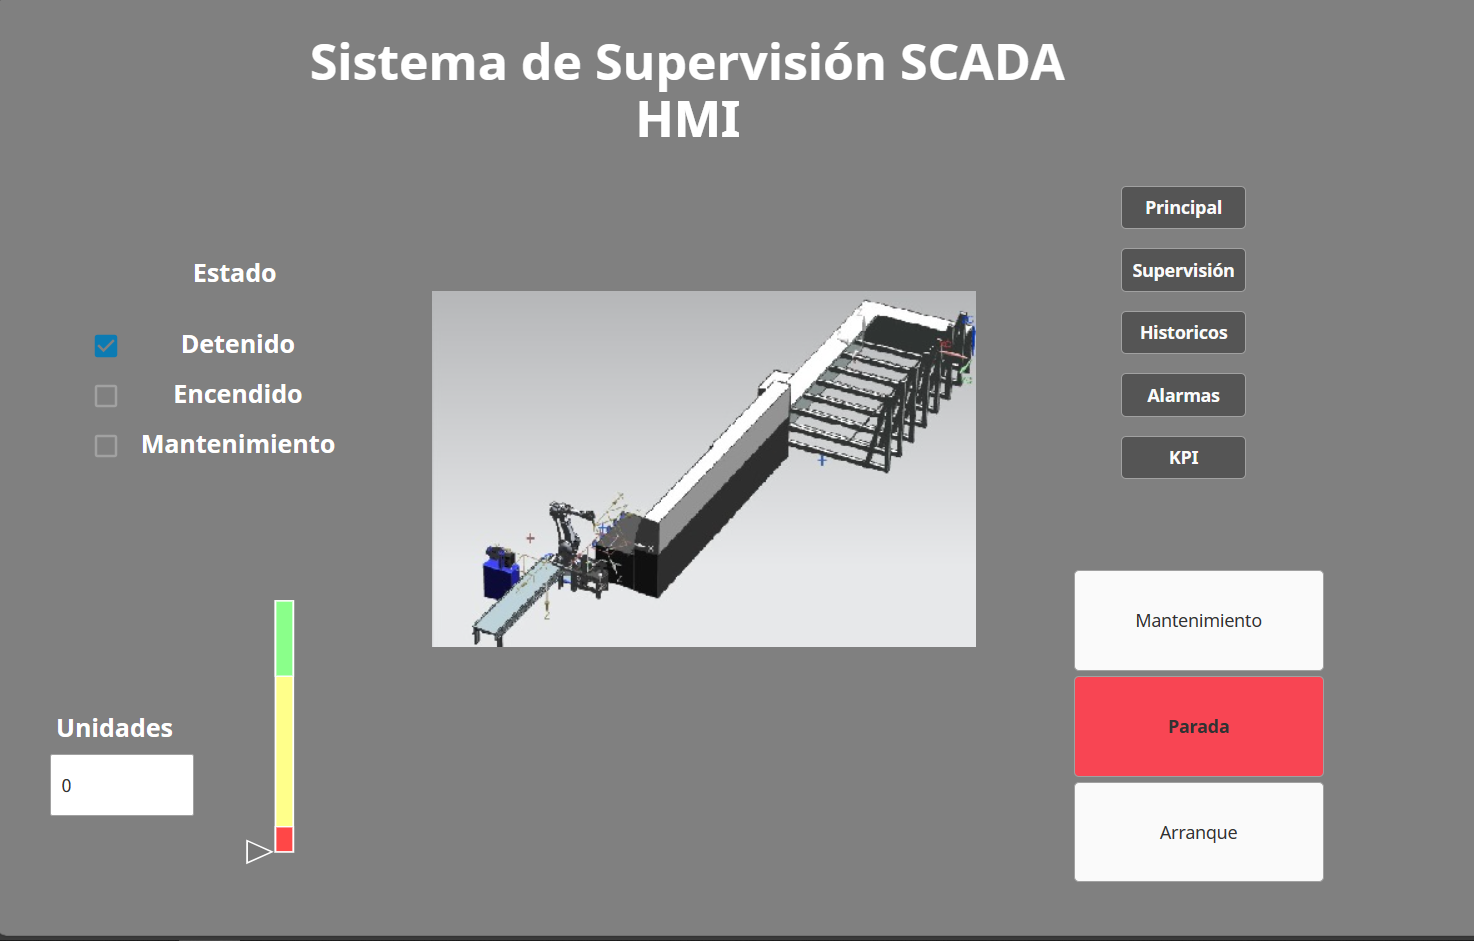 Sistema de Supervisión SCADA
HMI
Principal
Supervisión
Historicos
Alarmas
KPI
Estado
Detenido
Encendido
Mantenimiento
Unidades
0
Mantenimiento
Parada
Arranque